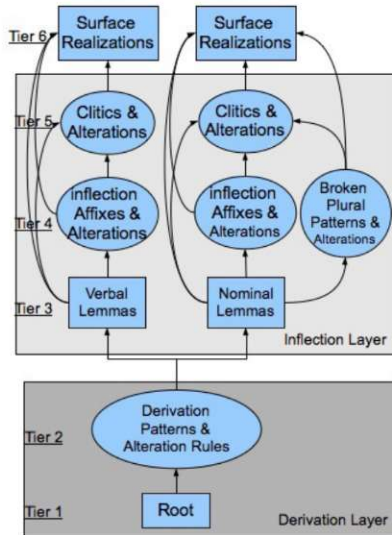 Tier 6
Surface
Realizations
Surface
Realizations
Tier 5
Clitics &
Alterations
Clitics &
Alterations
Tier 4
inflection
Affixes &
Alterations
inflection
Affixes &
Alterations
Broken
Plural
Patterns &
Alterations
Tier 3
Verbal
Lemmas
Nominal
Lemmas
Inflection Layer
Tier 2
Derivation
Patterns &
Alteration Rules
Tier 1
Root
Derivation Layer